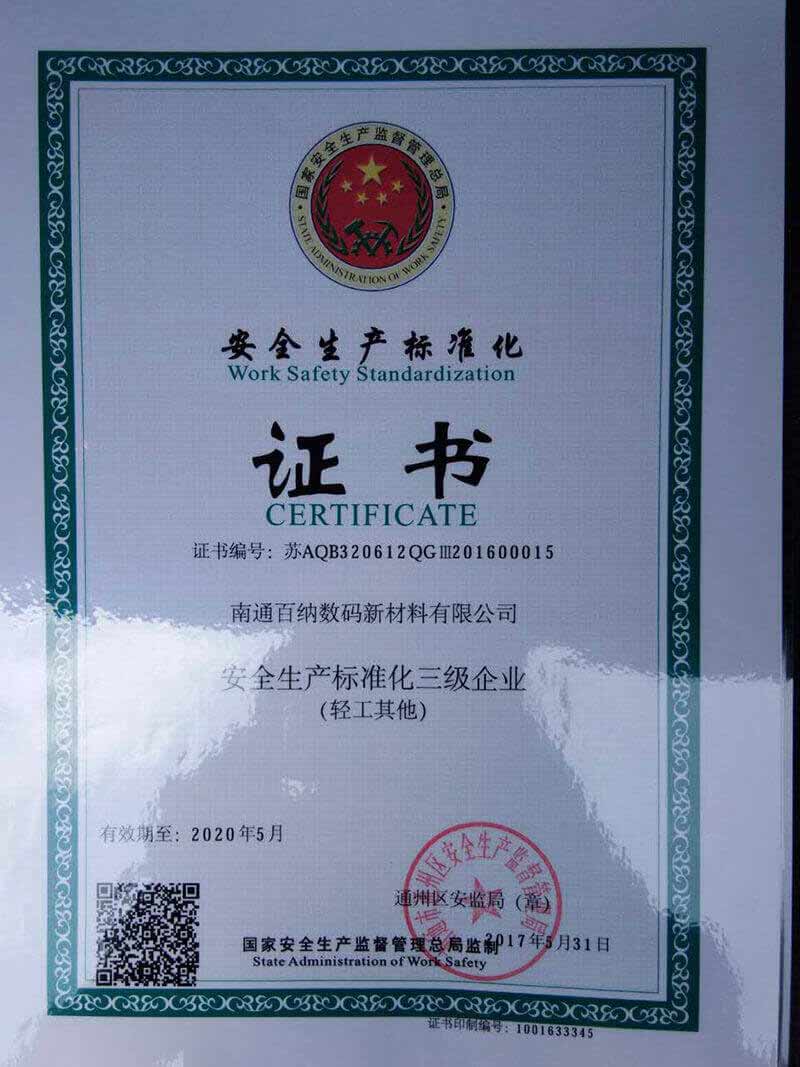 国家安全生产监督管理总局
STATE ADMINISTRATION OF WORK SAFETY
安全生产标准化
Work Safety Standardization
证书
CERTIFICATE
证书编号：苏AQB320612QGⅢ201600015
南通百纳数码新材料有限公司
安全生产标准化三级企业
（轻工其他）
有效期至：2020年5月
通州区安监局（章）
2017年5月31日
国家安全生产监督管理总局监制
State Administration of Work Safety
证书印制编号：1001633345